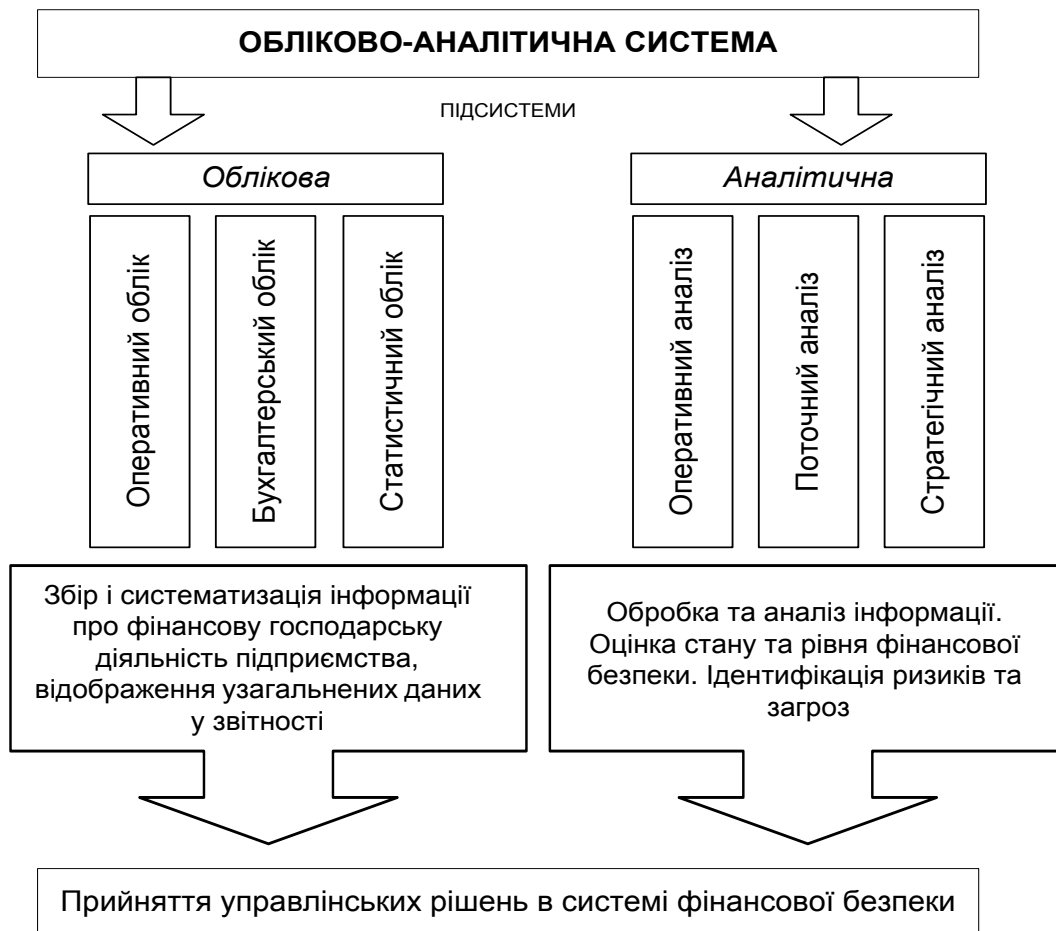 ОБЛІКОВО-АНАЛІТИЧНА СИСТЕМА
ПІДСИСТЕМИ
Облікова
Аналітична
Оперативний облік
Бухгалтерський облік
Статистичний облік
Оперативний аналіз
Поточний аналіз
Стратегічний аналіз
Збір і систематизація інформації
про фінансову господарську
діяльність підприємства,
відображення узагальнених даних
у звітності
Обробка та аналіз інформації.
Оцінка стану та рівня фінансової
безпеки. Ідентифікація ризиків та
загроз
Прийняття управлінських рішень в системі фінансової безпеки